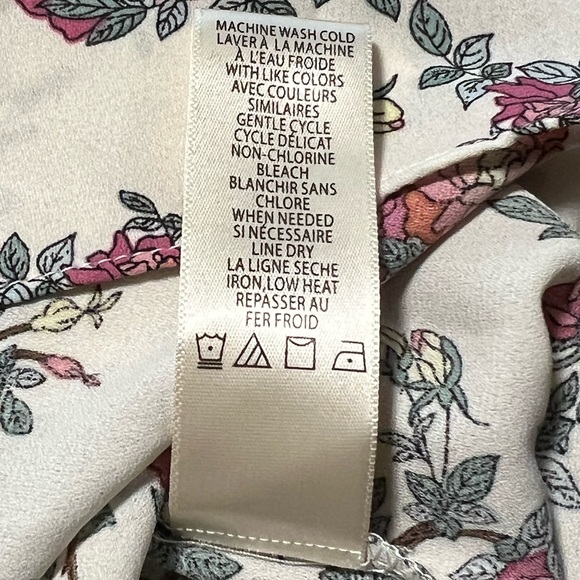 MACHINE WASH COLD
LAVER À LA MACHINE
À L'EAU FROIDE
WITH LIKE COLORS
AVEC COULEURS
SIMILAIRES
GENTLE CYCLE
CYCLE DÉLICAT
NON-CHLORINE
BLEACH
BLANCHIR SANS
CHLORE
WHEN NEEDED
SI NÉCESSAIRE
LINE DRY
LA LIGNE SÈCHE
IRON,LOW HEAT
REPASSER AU
FER FROID